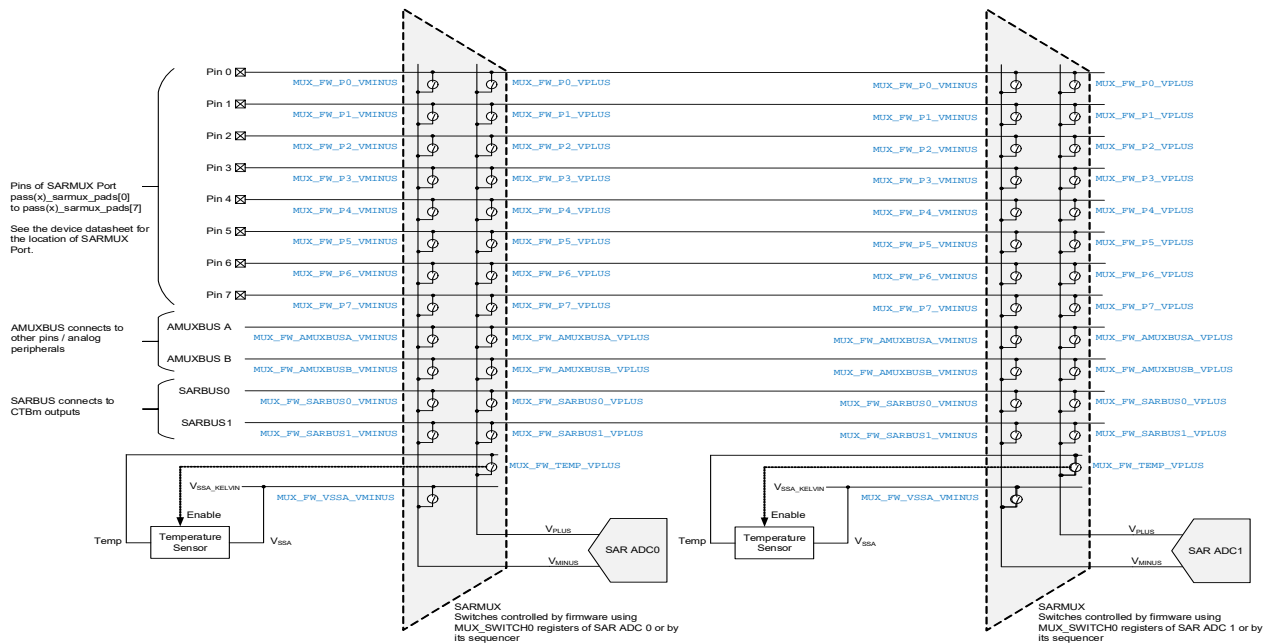 Pin 0
MUX_FW_P0_VMINUS MUX_FW_P0_VPLUS MUX_FW_P0_VMINUS MUX_FW_P0_VPLUS
Pin 1
MUX_FW_P1_VMINUS MUX_FW_P1_VPLUS MUX_FW_P1_VMINUS MUX_FW_P1_VPLUS
Pin 2
MUX_FW_P2_VMINUS MUX_FW_P2_VPLUS MUX_FW_P2_VMINUS MUX_FW_P2_VPLUS
Pin 3
MUX_FW_P3_VMINUS MUX_FW_P3_VPLUS MUX_FW_P3_VMINUS MUX_FW_P3_VPLUS
Pins of SARMUX Port
pass(x)_sarmux_pads[0]
to pass(x)_sarmux_pads[7]
See the device datasheet for
the location of SARMUX
Port.
Pin 4
MUX_FW_P4_VMINUS MUX_FW_P4_VPLUS MUX_FW_P4_VMINUS MUX_FW_P4_VPLUS
Pin 5
MUX_FW_P5_VMINUS MUX_FW_P5_VPLUS MUX_FW_P5_VMINUS MUX_FW_P5_VPLUS
Pin 6
MUX_FW_P6_VMINUS MUX_FW_P6_VPLUS MUX_FW_P6_VMINUS MUX_FW_P6_VPLUS
Pin 7
MUX_FW_P7_VMINUS MUX_FW_P7_VPLUS MUX_FW_P7_VMINUS MUX_FW_P7_VPLUS
AMUXBUS connects to
other pins / analog
peripherals
AMUXBUS A
MUX_FW_AMUXBUSA_VMINUS MUX_FW_AMUXBUSA_VPLUS MUX_FW_AMUXBUSA_VMINUS MUX_FW_AMUXBUSA_VPLUS
AMUXBUS B
MUX_FW_AMUXBUSB_VMINUS MUX_FW_AMUXBUSB_VPLUS MUX_FW_AMUXBUSB_VMINUS MUX_FW_AMUXBUSB_VPLUS
SARBUS connects to
CTBm outputs
SARBUS0
MUX_FW_SARBUS0_VMINUS MUX_FW_SARBUS0_VPLUS MUX_FW_SARBUS0_VMINUS MUX_FW_SARBUS0_VPLUS
SARBUS1
MUX_FW_SARBUS1_VMINUS MUX_FW_SARBUS1_VPLUS MUX_FW_SARBUS1_VMINUS MUX_FW_SARBUS1_VPLUS
MUX_FW_TEMP_VPLUS MUX_FW_TEMP_VPLUS
VSSA_KELVIN VSSA_KELVIN
MUX_FW_VSSA_VMINUS MUX_FW_VSSA_VMINUS
Enable Enable
Temp
Temperature
Sensor
VSSA
VPLUS
VMINUS
SAR ADC0
Temp
Temperature
Sensor
VSSA
VPLUS
VMINUS
SAR ADC1
SARMUX
Switches controlled by firmware using
MUX_SWITCH0 registers of SAR ADC 0 or by
its sequencer
SARMUX
Switches controlled by firmware using
MUX_SWITCH0 registers of SAR ADC 1 or by
its sequencer